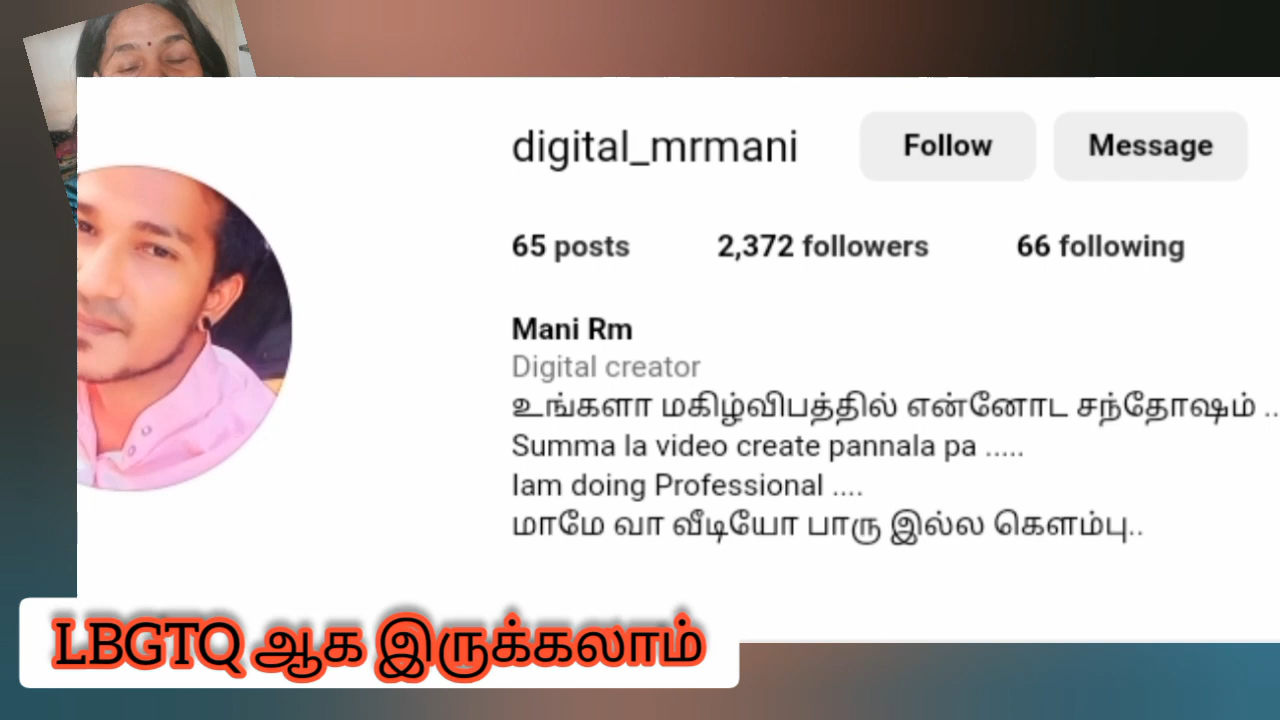 digital_mrmani
Follow
Message
65 posts
2,372 followers
66 following
Mani Rm
Digital creator
உங்களா மகிழ்விபத்தில் என்னோட சந்தோஷம் ..
Summa la video create pannala pa .....
Iam doing Professional ....
மாமே வா வீடியோ பாரு இல்ல கெளம்பு..
LBGTQ ஆக இருக்கலாம்